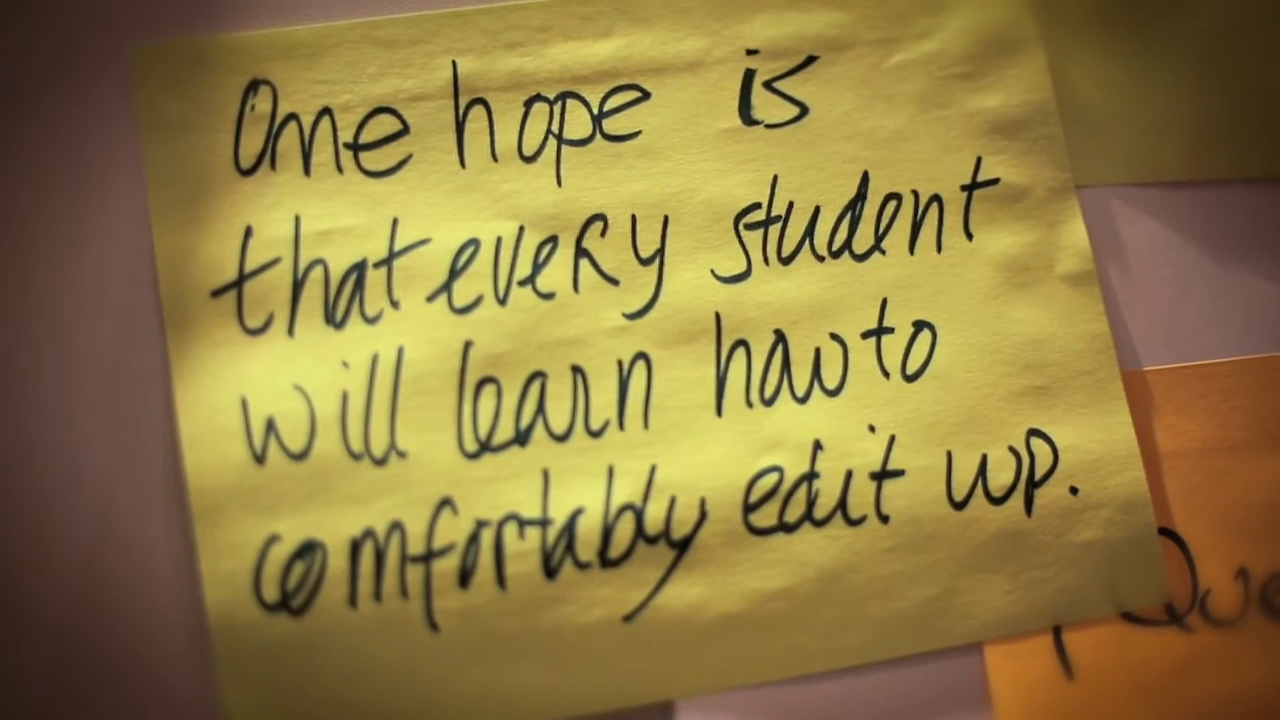 One hope is
that every student
will learn how to
comfortably edit WP.